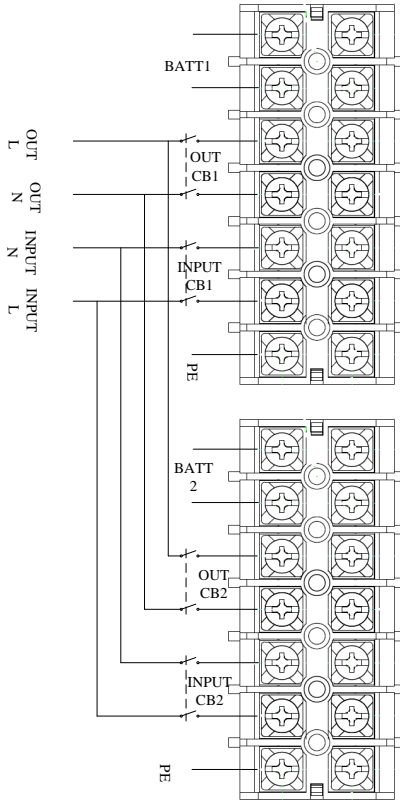 BATT1
OUT
L
OUT
CB1
OUT
N
INPUT
N
INPUT
CB1
INPUT
L
PE
BATT
2
OUT
CB2
INPUT
CB2
PE